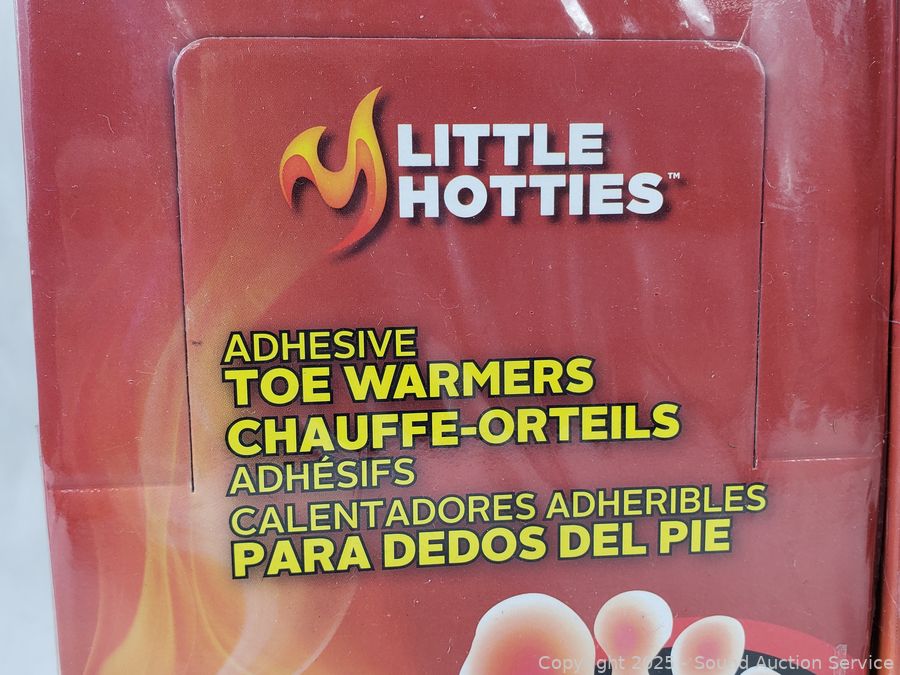 LITTLE
HOTTIES™
ADHESIVE
TOE WARMERS
CHAUFFE-ORTEILS
ADHÉSIFS
CALENTADORES ADHERIBLES
PARA DEDOS DEL PIE
Copyright 2025 - Sound Auction Service